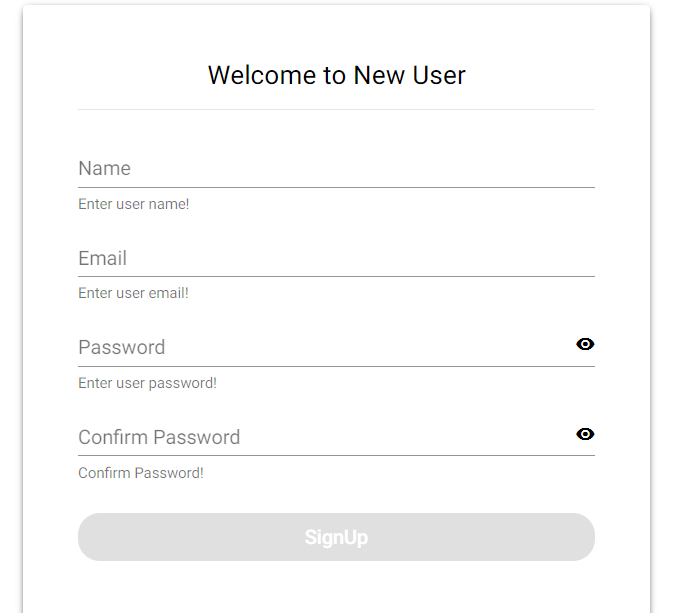 Welcome to New User
Name
Enter user name!
Email
Enter user email!
Password
Enter user password!
Confirm Password
Confirm Password!
SignUp